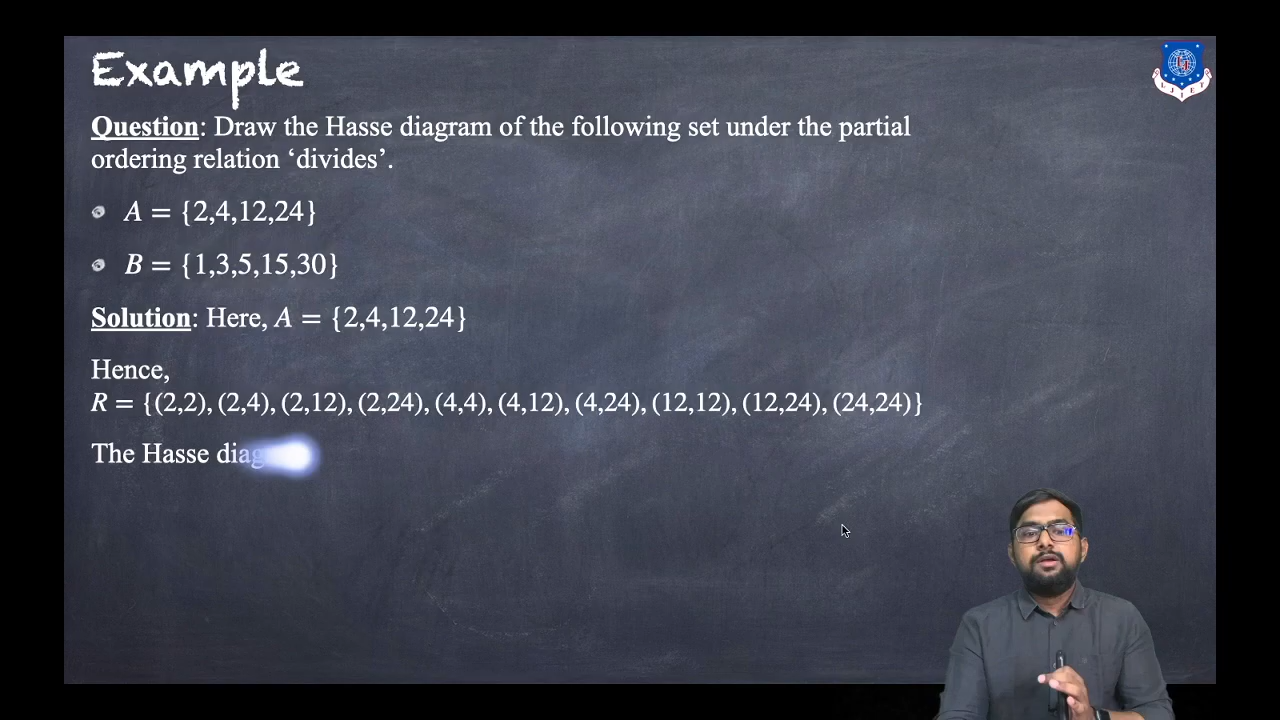 Example
Question: Draw the Hasse diagram of the following set under the partial
ordering relation ‘divides’.
A = {2,4,12,24}
B = {1,3,5,15,30}
Solution: Here, A = {2,4,12,24}
Hence,
R = {(2,2), (2,4), (2,12), (2,24), (4,4), (4,12), (4,24), (12,12), (12,24), (24,24)}
The Hasse diag